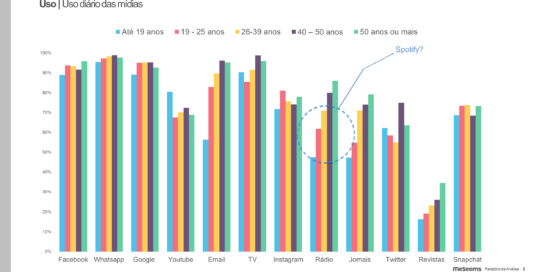 Uso | Uso diário das mídias
Até 19 anos 19 - 25 anos 26-39 anos 40 – 50 anos 50 anos ou mais
Spotify?
100%
90%
80%
70%
60%
50%
40%
30%
20%
10%
0%
Facebook Whatsapp Google Youtube Email TV Instagram Rádio Jornais Twitter Revistas Snapchat
meSeems Relatório de Análise